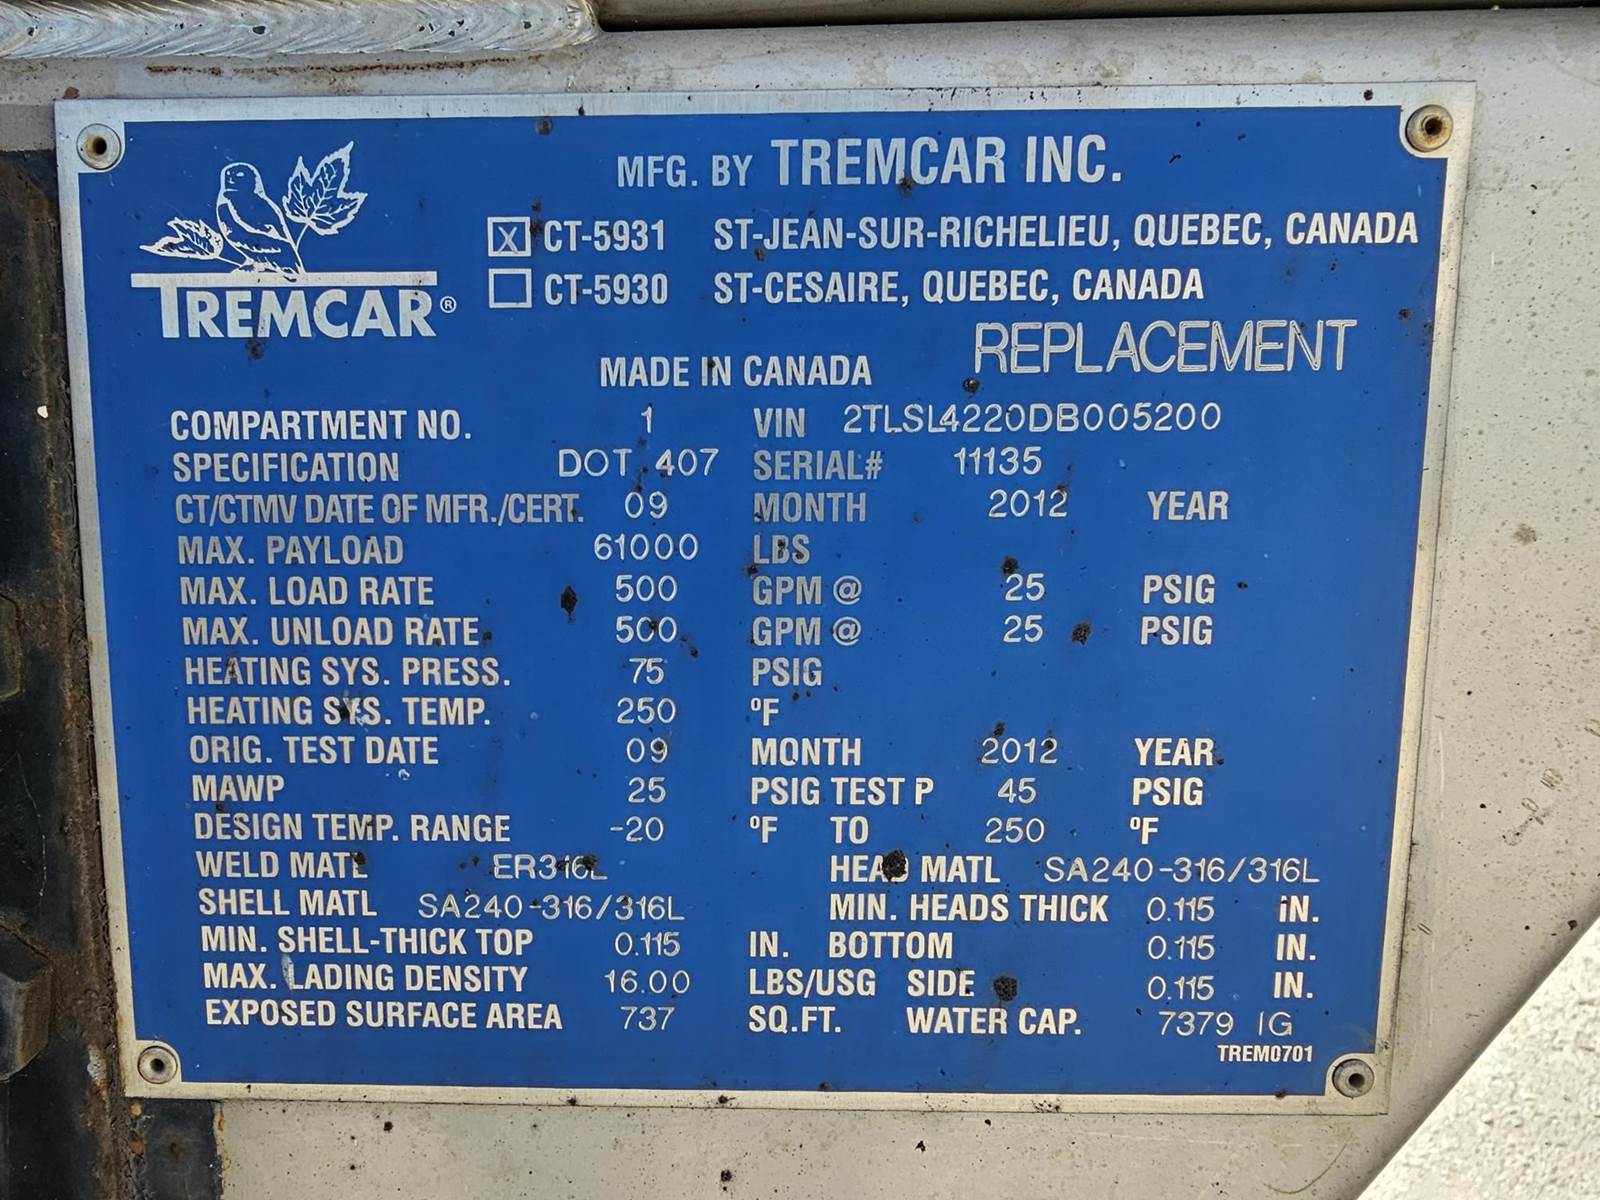 MFG. BY TREMCAR INC.
X CT-5931 ST-JEAN-SUR-RICHELIEU, QUEBEC, CANADA
CT-5930 ST-CESAIRE, QUEBEC, CANADA
TREMCAR®
REPLACEMENT
MADE IN CANADA
COMPARTMENT NO. 1 VIN 2TLSL4220DB005200
SPECIFICATION DOT 407 SERIAL# 11135
CT/CTMV DATE OF MFR./CERT. 09 MONTH 2012 YEAR
MAX. PAYLOAD 61000 LBS
MAX. LOAD RATE 500 GPM @ 25 PSIG
MAX. UNLOAD RATE 500 GPM @ 25 PSIG
HEATING SYS. PRESS. 75 PSIG
HEATING SYS. TEMP. 250 ºF
ORIG. TEST DATE 09 MONTH 2012 YEAR
MAWP 25 PSIG TEST P 45 PSIG
DESIGN TEMP. RANGE -20 ºF TO 250 ºF
WELD MATL ER316L HEAD MATL SA240-316/316L
SHELL MATL SA240-316/316L MIN. HEADS THICK 0.115 IN.
MIN. SHELL-THICK TOP 0.115 IN. BOTTOM 0.115 IN.
MAX. LADING DENSITY 16.00 LBS/USG SIDE 0.115 IN.
EXPOSED SURFACE AREA 737 SQ.FT. WATER CAP. 7379 IG
TREM0701